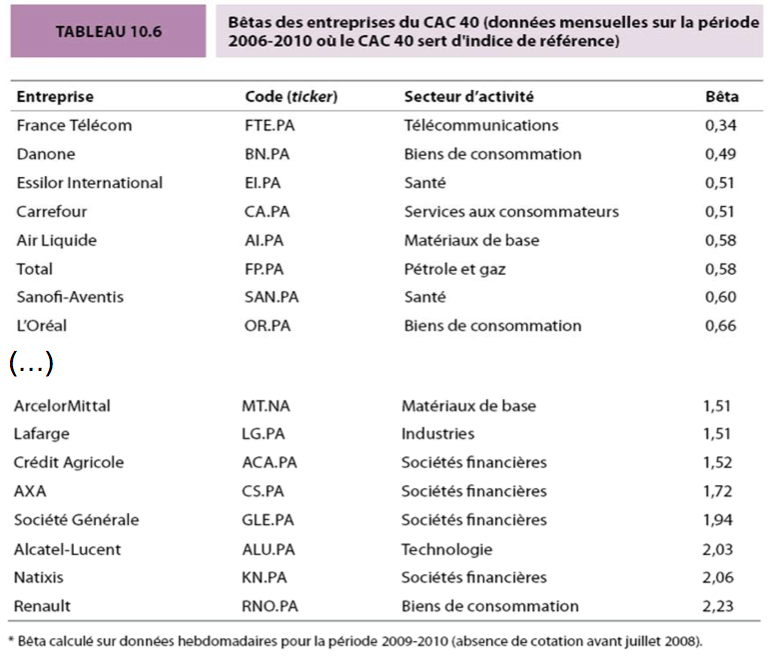 TABLEAU 10.6
Bêtas des entreprises du CAC 40 (données mensuelles sur la période
2006-2010 où le CAC 40 sert d'indice de référence)
Entreprise Code (ticker) Secteur d'activité Bêta
France Télécom FTE.PA Télécommunications 0,34
Danone BN.PA Biens de consommation 0,49
Essilor International EI.PA Santé 0,51
Carrefour CA.PA Services aux consommateurs 0,51
Air Liquide AI.PA Matériaux de base 0,58
Total FP.PA Pétrole et gaz 0,58
Sanofi-Aventis SAN.PA Santé 0,60
L'Oréal OR.PA Biens de consommation 0,66
(...)
ArcelorMittal MT.NA Matériaux de base 1,51
Lafarge LG.PA Industries 1,51
Crédit Agricole ACA.PA Sociétés financières 1,52
AXA CS.PA Sociétés financières 1,72
Société Générale GLE.PA Sociétés financières 1,94
Alcatel-Lucent ALU.PA Technologie 2,03
Natixis KN.PA Sociétés financières 2,06
Renault RNO.PA Biens de consommation 2,23
* Bêta calculé sur données hebdomadaires pour la période 2009-2010 (absence de cotation avant juillet 2008).